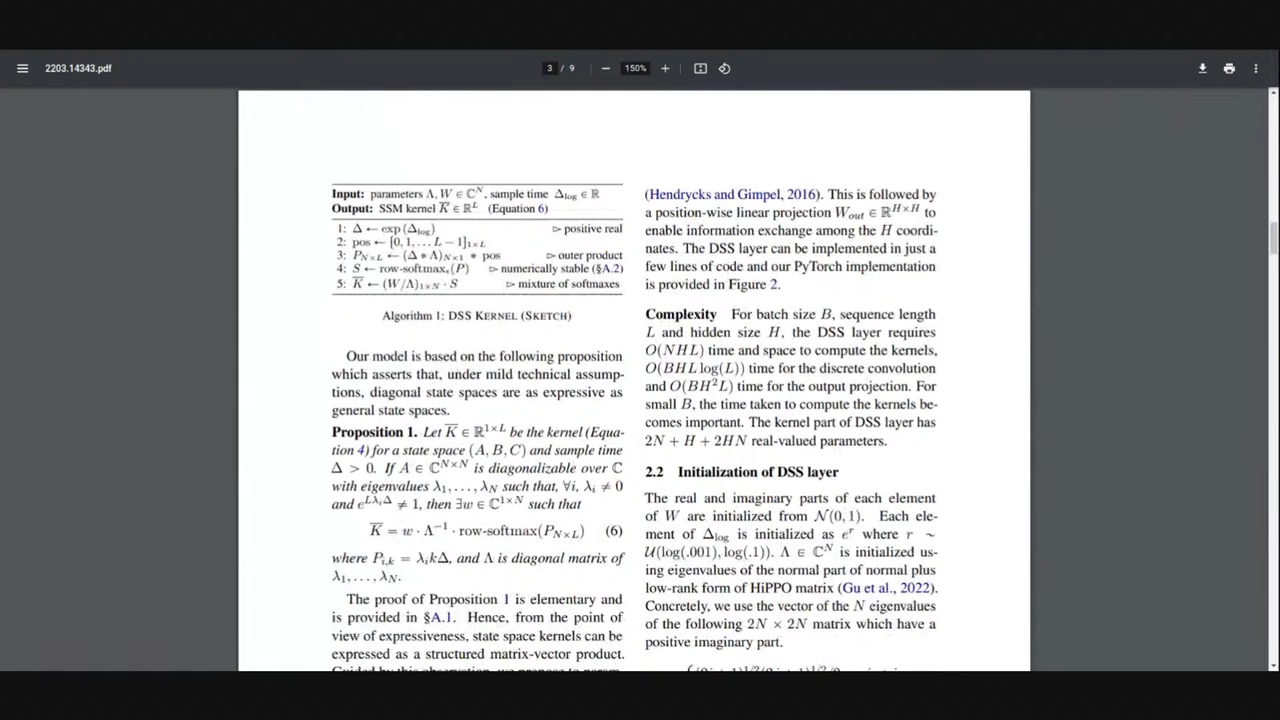 2203.14343.pdf
3 / 9
150%
Input: parameters Λ, W ∈ ℂ^N, sample time Δ_log ∈ ℝ
Output: SSM kernel K̅ ∈ ℝ^L (Equation 6)
1: Δ ← exp(Δ_log) ▷ positive real
2: pos ← [0, 1, … L − 1]_{1×L}
3: P_{N×L} ← (Δ * Λ)_{N×1} * pos ▷ outer product
4: S ← row-softmax_ϵ(P) ▷ numerically stable (§A.2)
5: K̅ ← (W/Λ)_{1×N} · S ▷ mixture of softmaxes
Algorithm 1: DSS KERNEL (SKETCH)
Our model is based on the following proposition
which asserts that, under mild technical assump-
tions, diagonal state spaces are as expressive as
general state spaces.
Proposition 1. Let K̅ ∈ ℝ^{1×L} be the kernel (Equa-
tion 4) for a state space (A, B, C) and sample time
Δ > 0. If A ∈ ℂ^{N×N} is diagonalizable over ℂ
with eigenvalues λ_1, …, λ_N such that, ∀i, λ_i ≠ 0
and e^{Lλ_iΔ} ≠ 1, then ∃w ∈ ℂ^{1×N} such that
K̅ = w · Λ^{−1} · row-softmax(P_{N×L}) (6)
where P_{i,k} = λ_i kΔ, and Λ is diagonal matrix of
λ_1, …, λ_N.
The proof of Proposition 1 is elementary and
is provided in §A.1. Hence, from the point of
view of expressiveness, state space kernels can be
expressed as a structured matrix-vector product.
(Hendrycks and Gimpel, 2016). This is followed by
a position-wise linear projection W_{out} ∈ ℝ^{H×H} to
enable information exchange among the H coordi-
nates. The DSS layer can be implemented in just a
few lines of code and our PyTorch implementation
is provided in Figure 2.
Complexity For batch size B, sequence length
L and hidden size H, the DSS layer requires
O(NHL) time and space to compute the kernels,
O(BHL log(L)) time for the discrete convolution
and O(BH²L) time for the output projection. For
small B, the time taken to compute the kernels be-
comes important. The kernel part of DSS layer has
2N + H + 2HN real-valued parameters.
2.2 Initialization of DSS layer
The real and imaginary parts of each element
of W are initialized from 𝒩(0, 1). Each ele-
ment of Δ_log is initialized as e^r where r ∼
𝒰(log(.001), log(.1)). Λ ∈ ℂ^N is initialized us-
ing eigenvalues of the normal part of normal plus
low-rank form of HiPPO matrix (Gu et al., 2022).
Concretely, we use the vector of the N eigenvalues
of the following 2N × 2N matrix which have a
positive imaginary part.